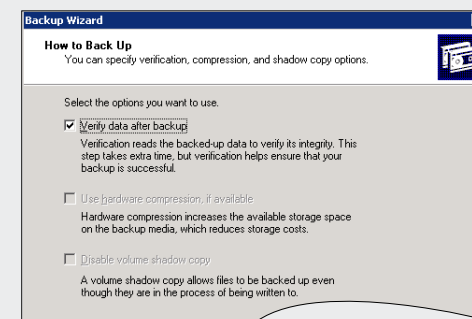 Backup Wizard
How to Back Up
You can specify verification, compression, and shadow copy options.
Select the options you want to use.
Verify data after backup
Verification reads the backed-up data to verify its integrity. This
step takes extra time, but verification helps ensure that your
backup is successful.
Use hardware compression, if available
Hardware compression increases the available storage space
on the backup media, which reduces storage costs.
Disable volume shadow copy
A volume shadow copy allows files to be backed up even
though they are in the process of being written to.